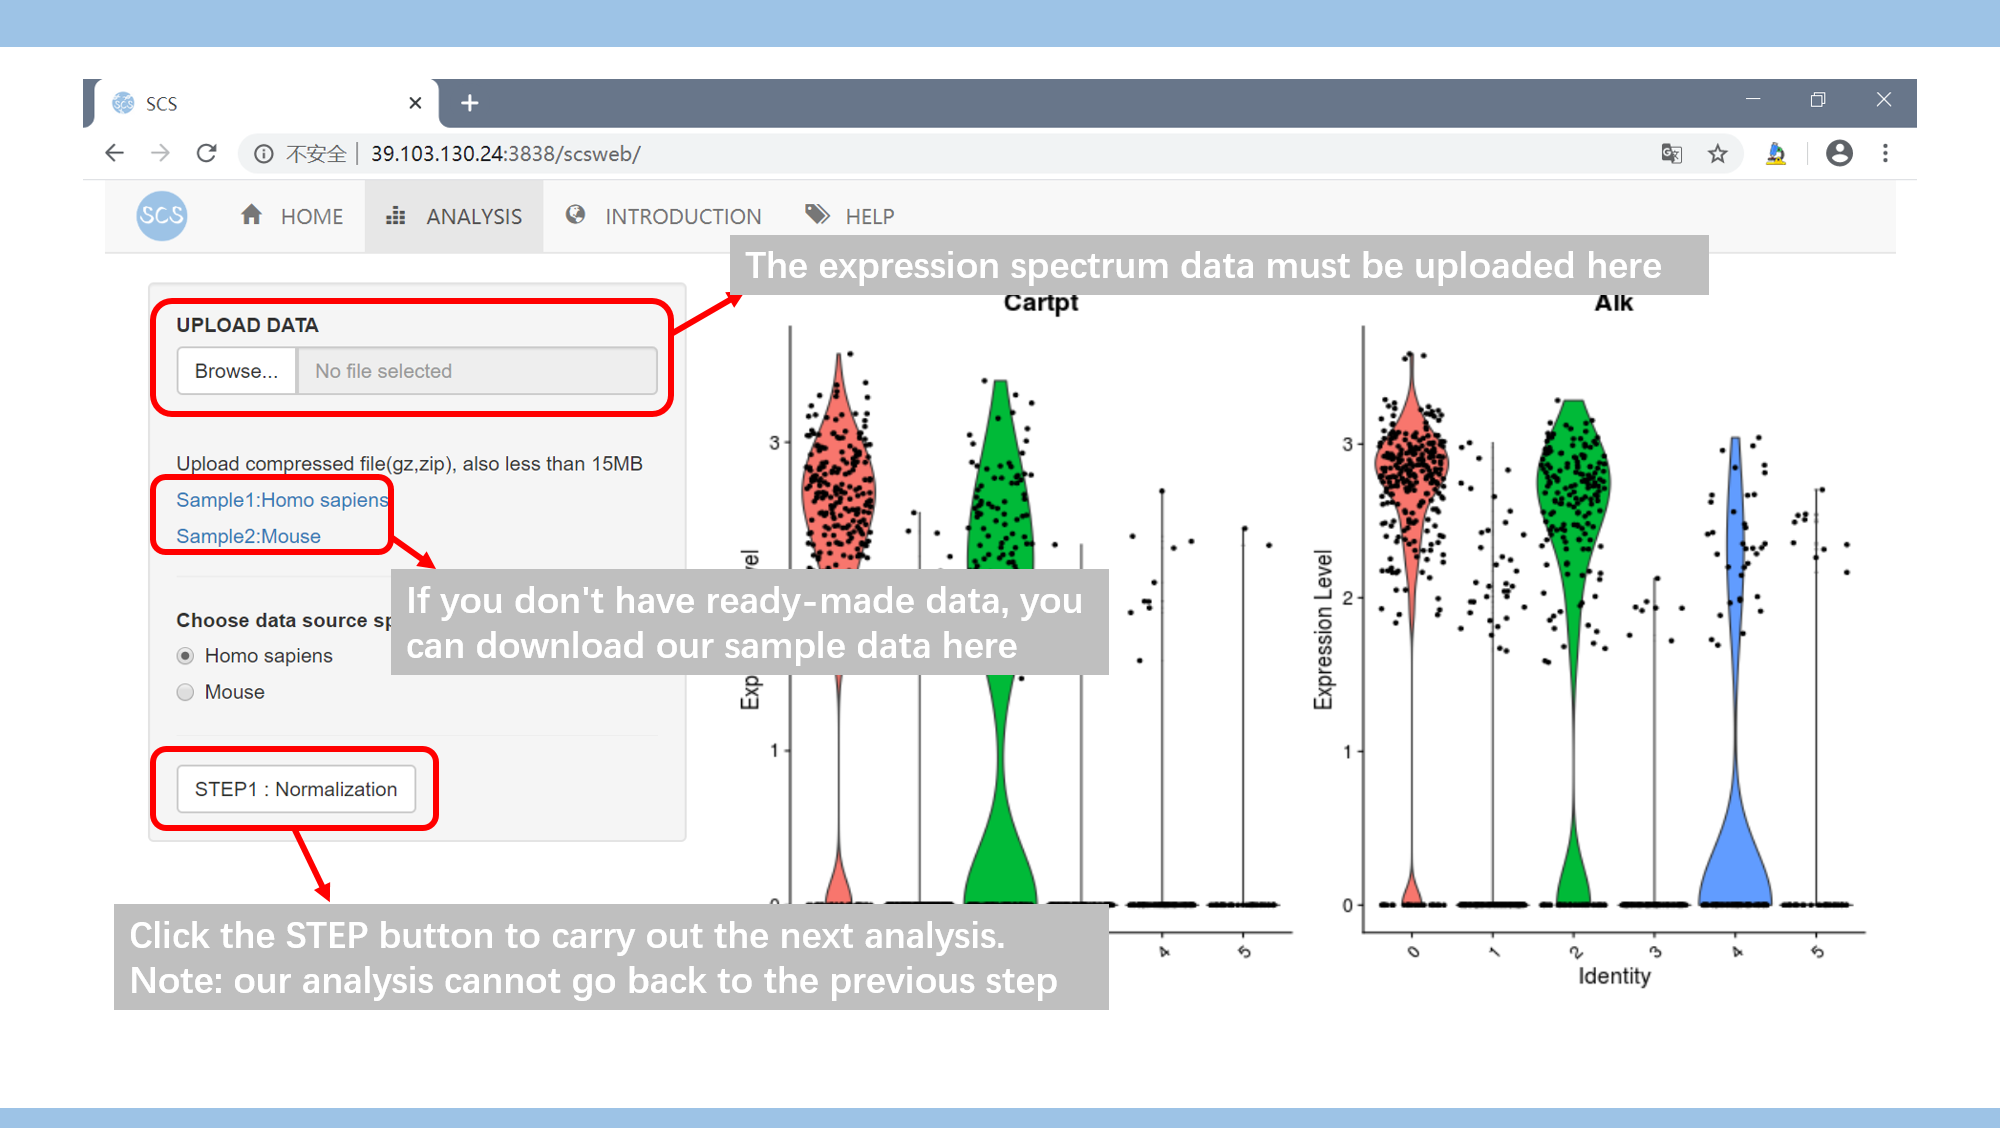 SCS
不安全 | 39.103.130.24:3838/scsweb/
SCS HOME ANALYSIS INTRODUCTION HELP
The expression spectrum data must be uploaded here
UPLOAD DATA
Browse... No file selected
Upload compressed file(gz,zip), also less than 15MB
Sample1:Homo sapiens
Sample2:Mouse
If you don't have ready-made data, you
can download our sample data here
Choose data source
Homo sapiens
Mouse
STEP1 : Normalization
Click the STEP button to carry out the next analysis.
Note: our analysis cannot go back to the previous step
Cartpt
3
1
4 5
Alk
Expression Level
3
2
1
0
0 1 2 3 4 5
Identity